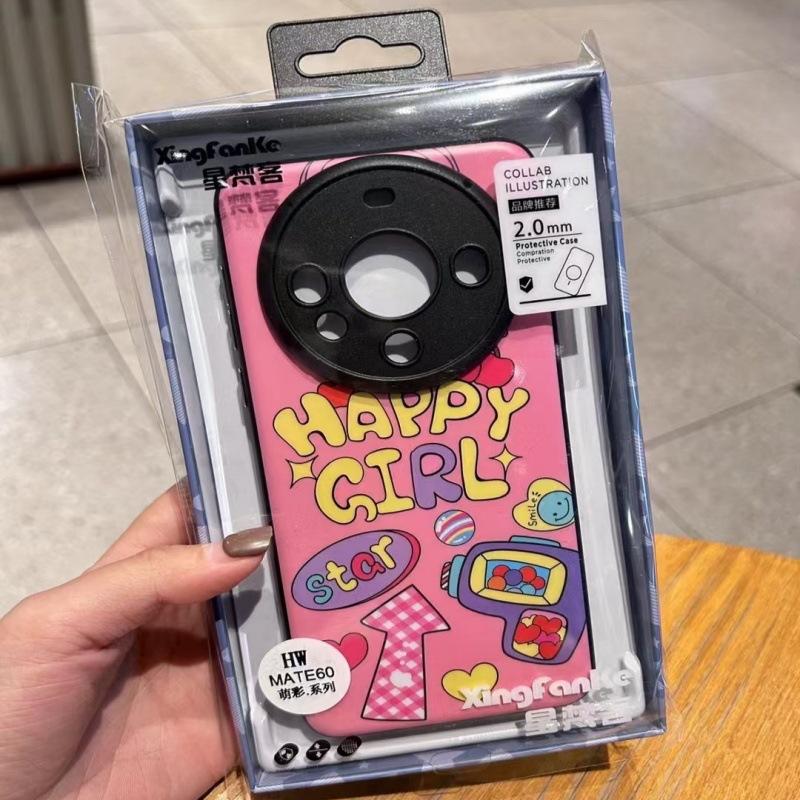 XingFanKe
星梵客
COLLAB
ILLUSTRATION
品牌推荐
2.0mm
Protective Case
Compration
Protective
HAPPY
GIRL
Smile
star
HW
MATE60
萌彩.系列
XingFanKe
星梵客